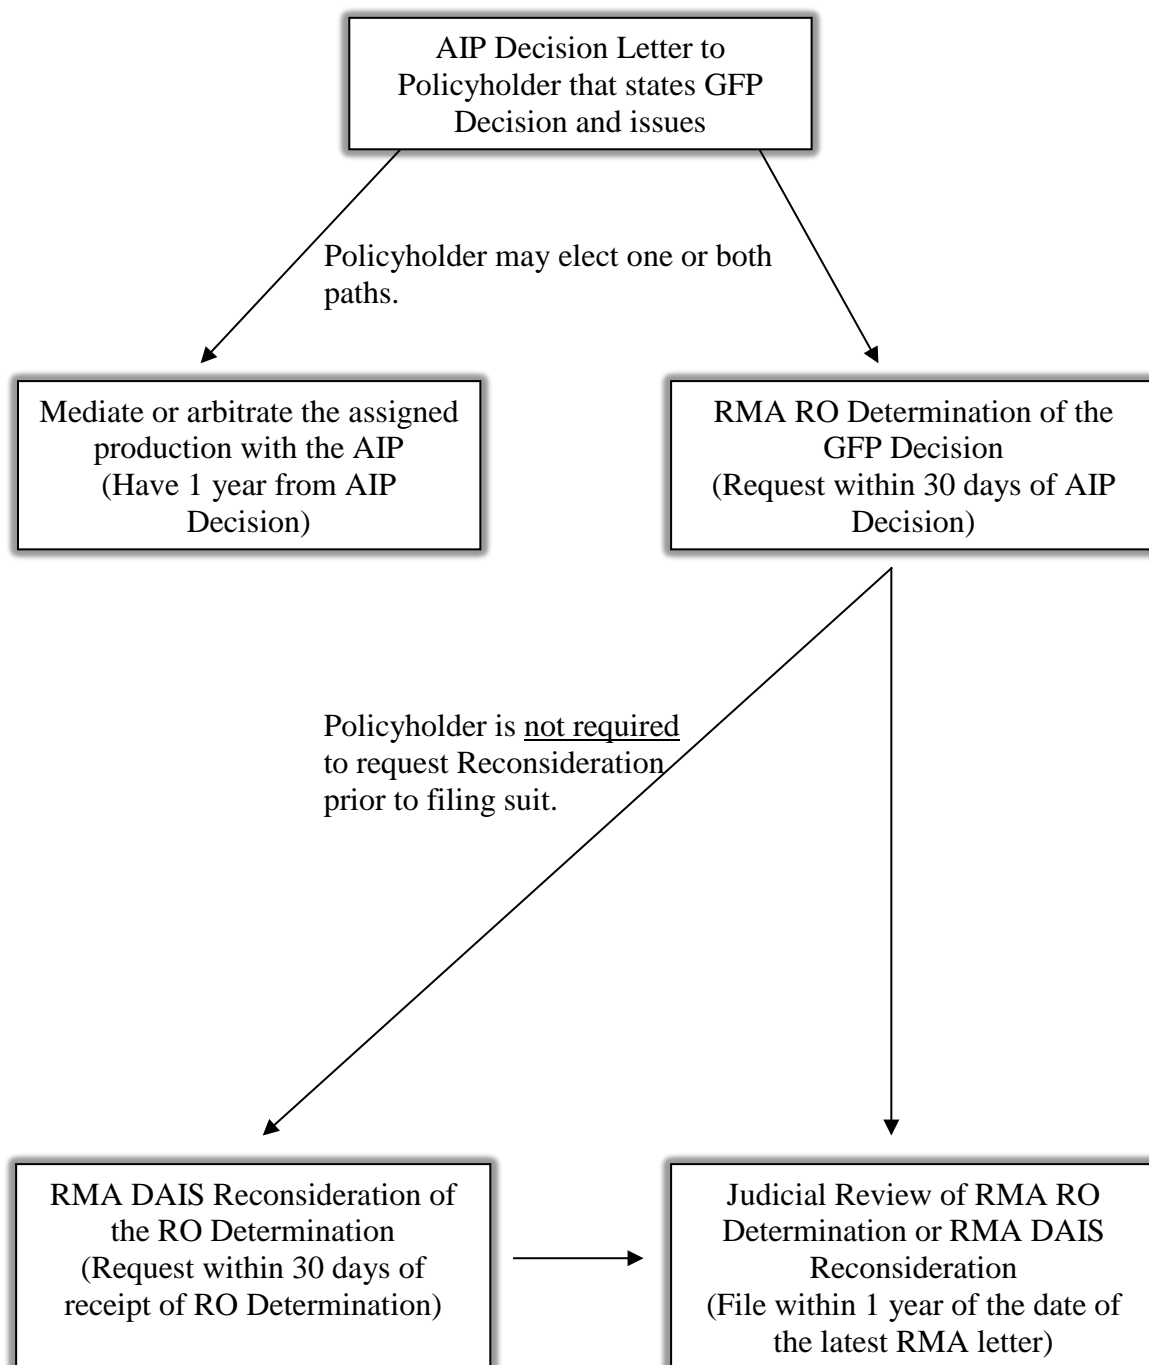 AIP Decision Letter to
Policyholder that states GFP
Decision and issues
Policyholder may elect one or both
paths.
Mediate or arbitrate the assigned
production with the AIP
(Have 1 year from AIP
Decision)
RMA RO Determination of the
GFP Decision
(Request within 30 days of AIP
Decision)
Policyholder is not required
to request Reconsideration
prior to filing suit.
RMA DAIS Reconsideration of
the RO Determination
(Request within 30 days of
receipt of RO Determination)
Judicial Review of RMA RO
Determination or RMA DAIS
Reconsideration
(File within 1 year of the date of
the latest RMA letter)